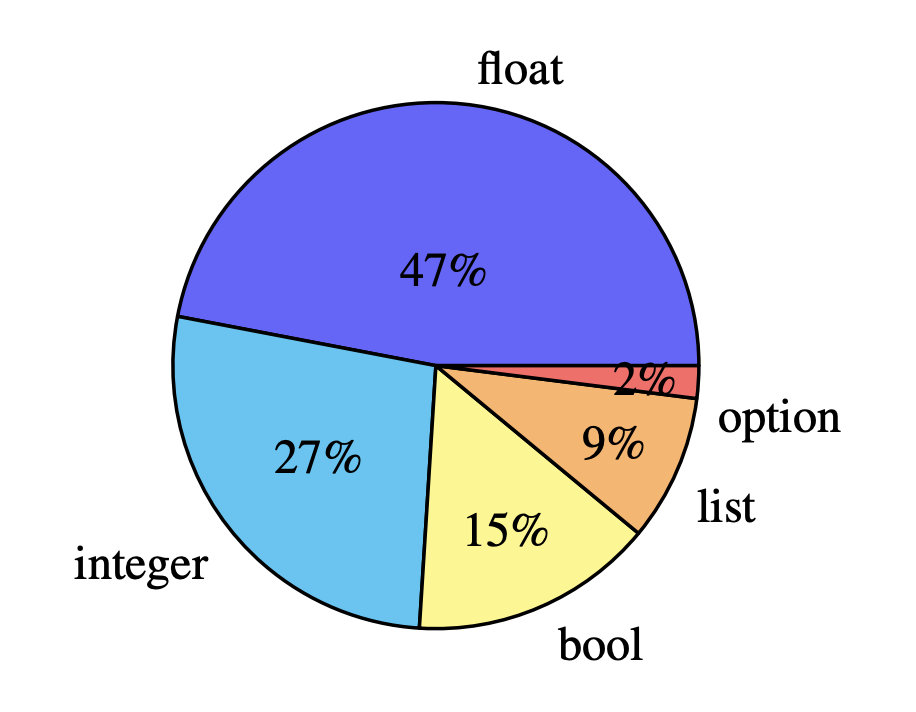 float
47%
2%
option
9%
27%
list
15%
integer
bool